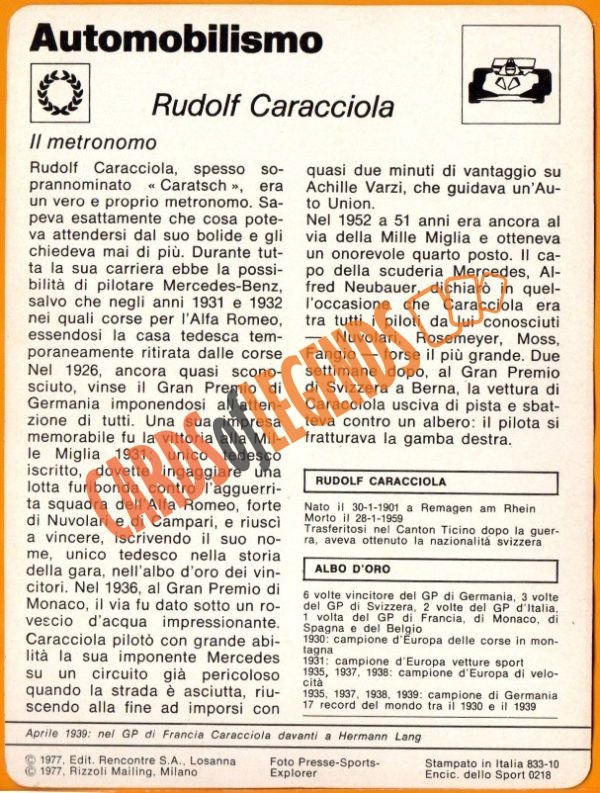 Automobilismo
Rudolf Caracciola
Il metronomo
Rudolf Caracciola, spesso so-
prannominato « Caratsch », era
un vero e proprio metronomo. Sa-
peva esattamente che cosa pote-
va attendersi dal suo bolide e gli
chiedeva mai di più. Durante tut-
ta la sua carriera ebbe la possi-
bilità di pilotare Mercedes-Benz,
salvo che negli anni 1931 e 1932
nei quali corse per l'Alfa Romeo,
essendosi la casa tedesca tem-
poraneamente ritirata dalle corse
Nel 1926, ancora quasi scono-
sciuto, vinse il Gran Premio di
Germania imponendosi all'atten-
zione di tutti. Una sua impresa
memorabile fu la vittoria alla Mil-
le Miglia 1931: unico tedesco
iscritto, dovette ingaggiare una
lotta furibonda contro l'agguerri-
ta squadra dell'Alfa Romeo, forte
di Nuvolari e di Campari, e riuscì
a vincere, iscrivendo il suo no-
me, unico tedesco nella storia
della gara, nell'albo d'oro dei vin-
citori. Nel 1936, al Gran Premio di
Monaco, il via fu dato sotto un ro-
vescio d'acqua impressionante.
Caracciola pilotò con grande abi-
lità la sua imponente Mercedes
su un circuito già pericoloso
quando la strada è asciutta, riu-
scendo alla fine ad imporsi con
quasi due minuti di vantaggio su
Achille Varzi, che guidava un'Au-
to Union.
Nel 1952 a 51 anni era ancora al
via della Mille Miglia e otteneva
un onorevole quarto posto. Il ca-
po della scuderia Mercedes, Al-
fred Neubauer, dichiarò in quel-
l'occasione che Caracciola era
tra tutti i piloti da lui conosciuti
— Nuvolari, Rosemeyer, Moss,
Fangio — forse il più grande. Due
settimane dopo, al Gran Premio
di Svizzera a Berna, la vettura di
Caracciola usciva di pista e sbat-
teva contro un albero: il pilota si
fratturava la gamba destra.
RUDOLF CARACCIOLA
Nato il 30-1-1901 a Remagen am Rhein
Morto il 28-1-1959
Trasferitosi nel Canton Ticino dopo la guer-
ra, aveva ottenuto la nazionalità svizzera
ALBO D'ORO
6 volte vincitore del GP di Germania, 3 volte
del GP di Svizzera, 2 volte del GP d'Italia,
1 volta del GP di Francia, di Monaco, di
Spagna e del Belgio
1930: campione d'Europa delle corse in mon-
tagna
1931: campione d'Europa vetture sport
1935, 1937, 1938: campione d'Europa di velo-
cità
1935, 1937, 1938, 1939: campione di Germania
17 record del mondo tra il 1930 e il 1939
Aprile 1939: nel GP di Francia Caracciola davanti a Hermann Lang
© 1977, Edit. Rencontre S.A., Losanna
© 1977, Rizzoli Mailing, Milano
Foto Presse-Sports-
Explorer
Stampato in Italia 833-10
Encic. dello Sport 0218
CARDS of LEGENDS